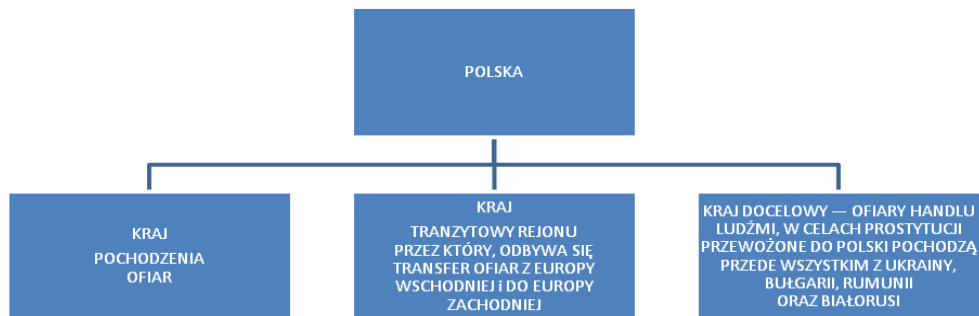 POLSKA
KRAJ
POCHODZENIA
OFIAR
KRAJ
TRANZYTOWY REJONU
PRZEZ KTÓRY, ODBYWA SIĘ
TRANSFER OFIAR Z EUROPY
WSCHODNIEJ i DO EUROPY
ZACHODNIEJ
KRAJ DOCELOWY — OFIARY HANDLU
LUDŹMI, W CELACH PROSTYTUCJI
PRZEWOŻONE DO POLSKI POCHODZĄ
PRZEDE WSZYSTKIM Z UKRAINY,
BUŁGARII, RUMUNII
ORAZ BIAŁORUSI